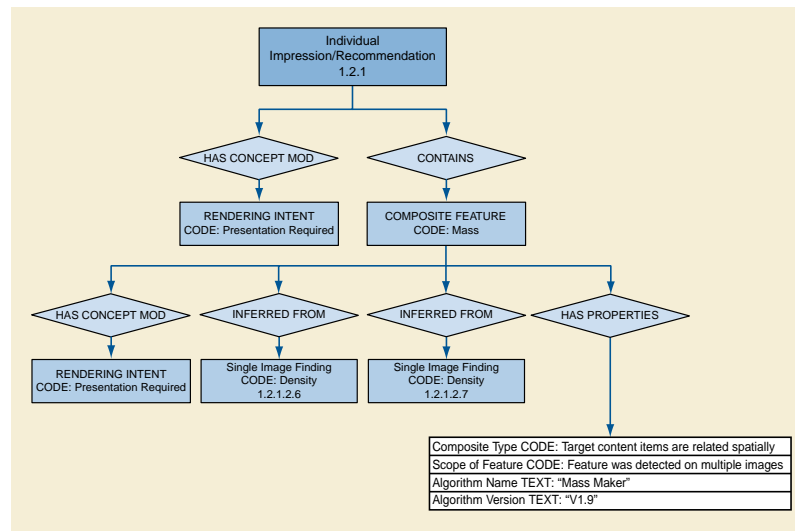 Individual
Impression/Recommendation
1.2.1
HAS CONCEPT MOD
CONTAINS
RENDERING INTENT
CODE: Presentation Required
COMPOSITE FEATURE
CODE: Mass
HAS CONCEPT MOD
INFERRED FROM
INFERRED FROM
HAS PROPERTIES
RENDERING INTENT
CODE: Presentation Required
Single Image Finding
CODE: Density
1.2.1.2.6
Single Image Finding
CODE: Density
1.2.1.2.7
Composite Type CODE: Target content items are related spatially
Scope of Feature CODE: Feature was detected on multiple images
Algorithm Name TEXT: “Mass Maker”
Algorithm Version TEXT: “V1.9”